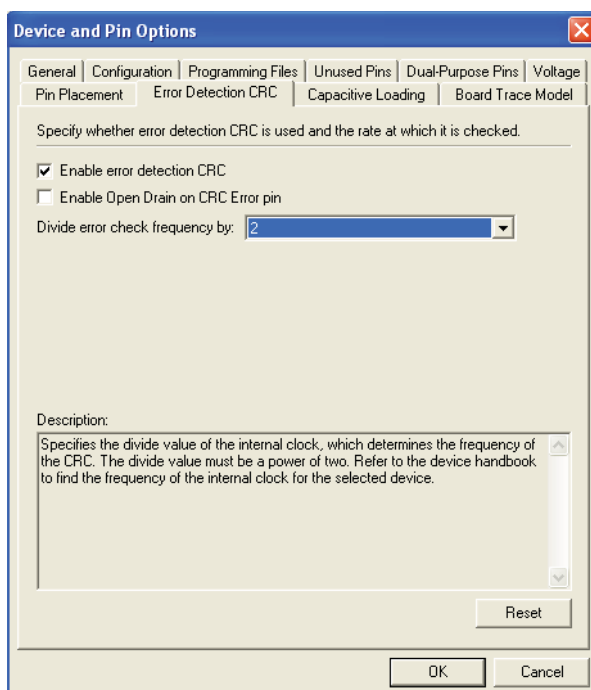 Device and Pin Options
General Configuration Programming Files Unused Pins Dual-Purpose Pins Voltage
Pin Placement Error Detection CRC Capacitive Loading Board Trace Model
Specify whether error detection CRC is used and the rate at which it is checked.
Enable error detection CRC
Enable Open Drain on CRC Error pin
Divide error check frequency by: 2
Description:
Specifies the divide value of the internal clock, which determines the frequency of
the CRC. The divide value must be a power of two. Refer to the device handbook
to find the frequency of the internal clock for the selected device.
Reset
OK Cancel